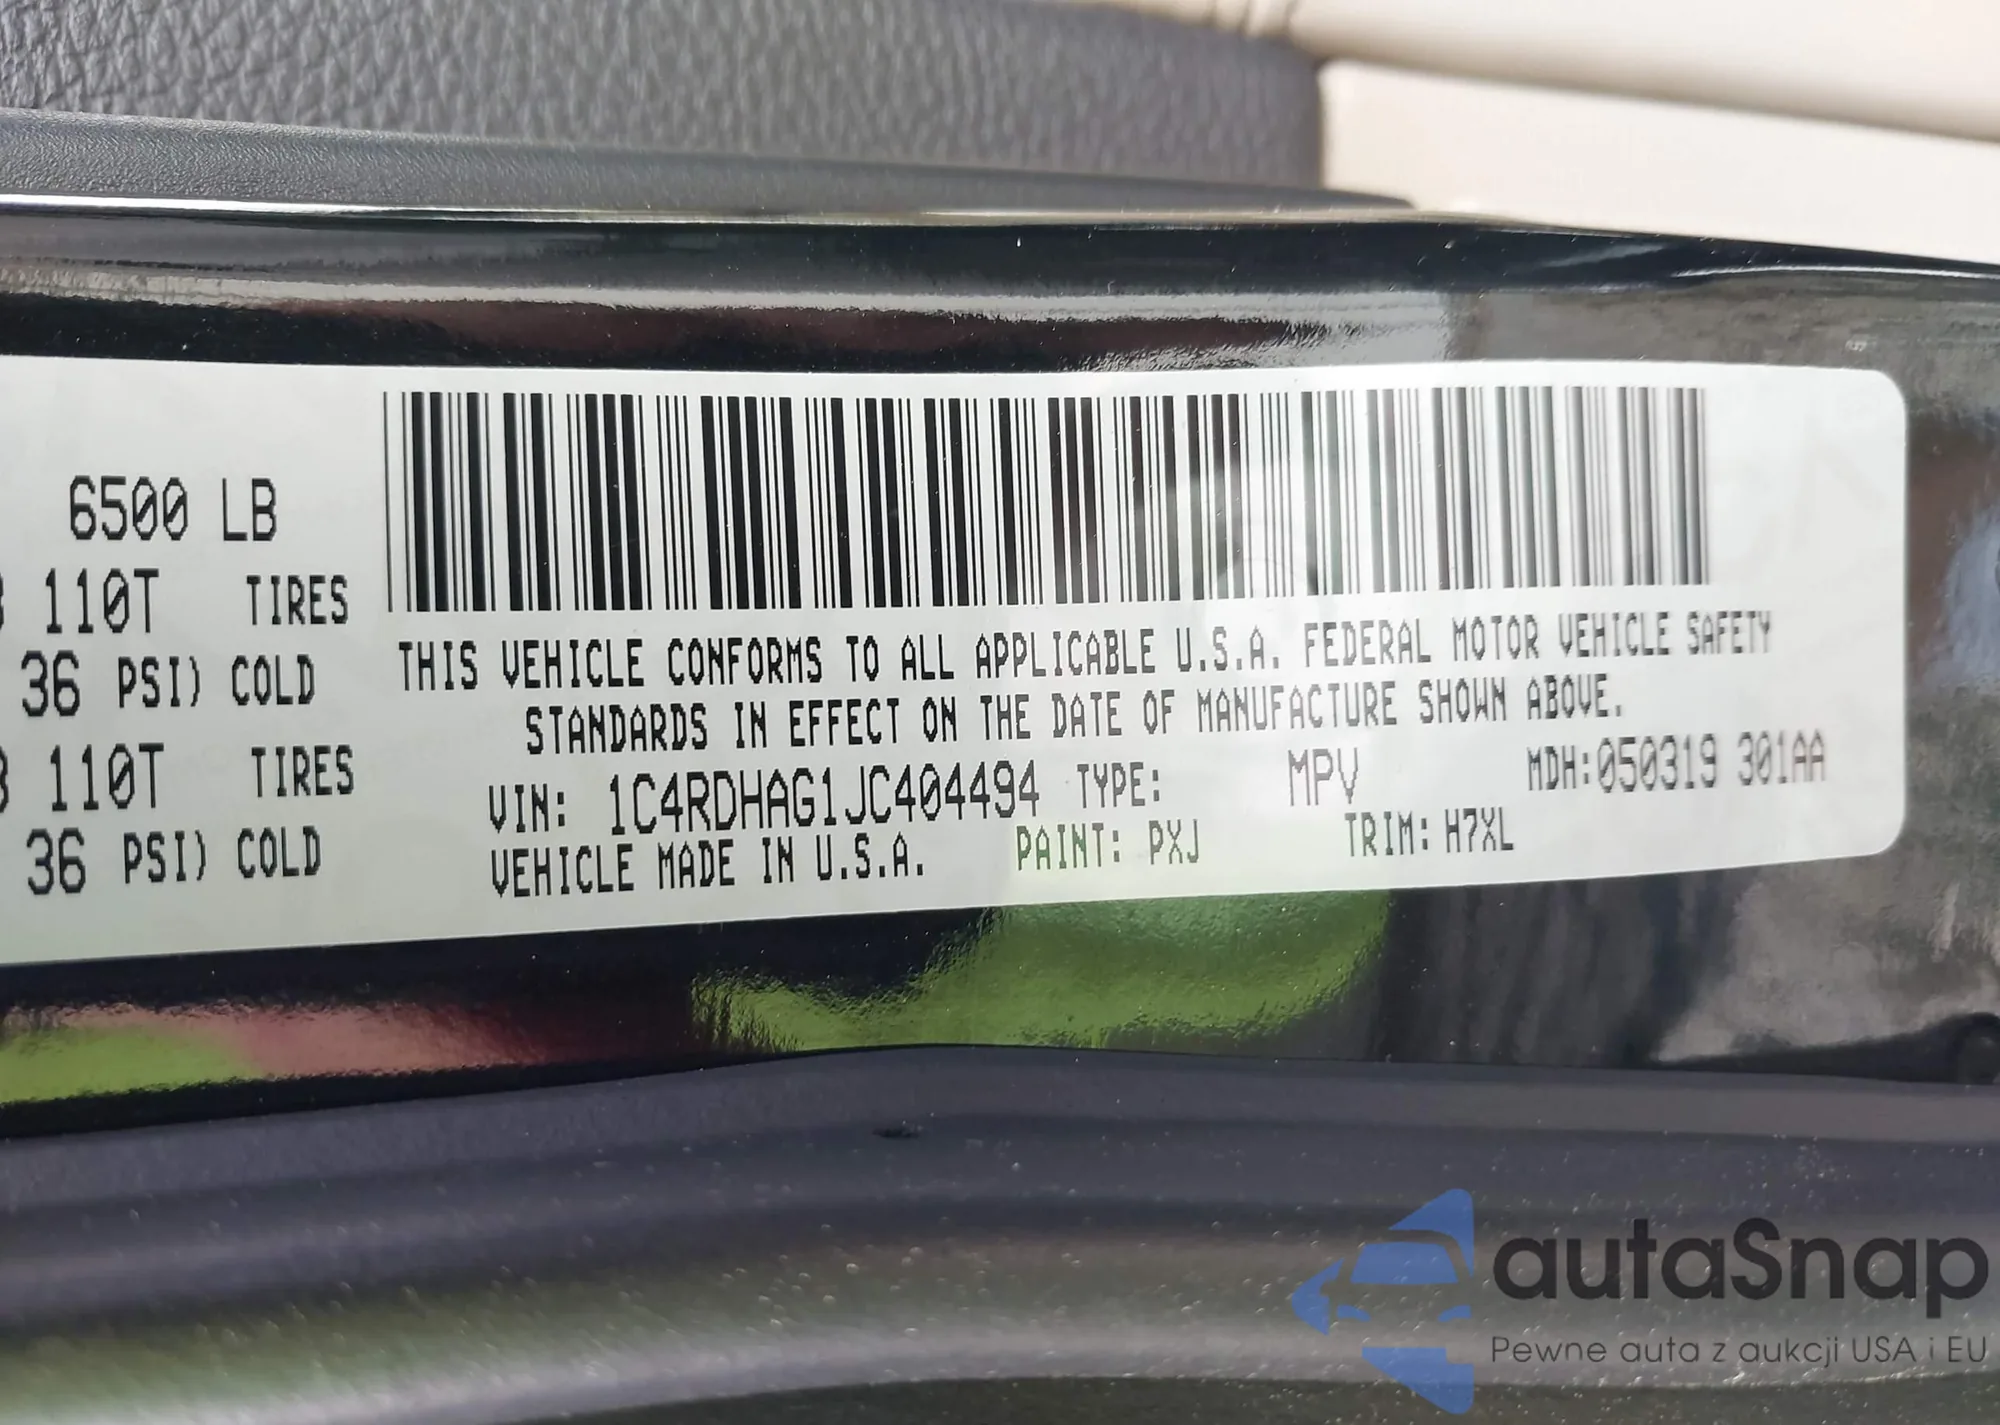 6500 LB
110T TIRES
36 PSI) COLD
110T TIRES
36 PSI) COLD
THIS VEHICLE CONFORMS TO ALL APPLICABLE U.S.A. FEDERAL MOTOR VEHICLE SAFETY
STANDARDS IN EFFECT ON THE DATE OF MANUFACTURE SHOWN ABOVE.
VIN: 1C4RDHAG1JC404494 TYPE: MPV MDH:050319 301AA
VEHICLE MADE IN U.S.A. PAINT: PXJ TRIM: H7XL
autaSnap
Pewne auta z aukcji USA i EU